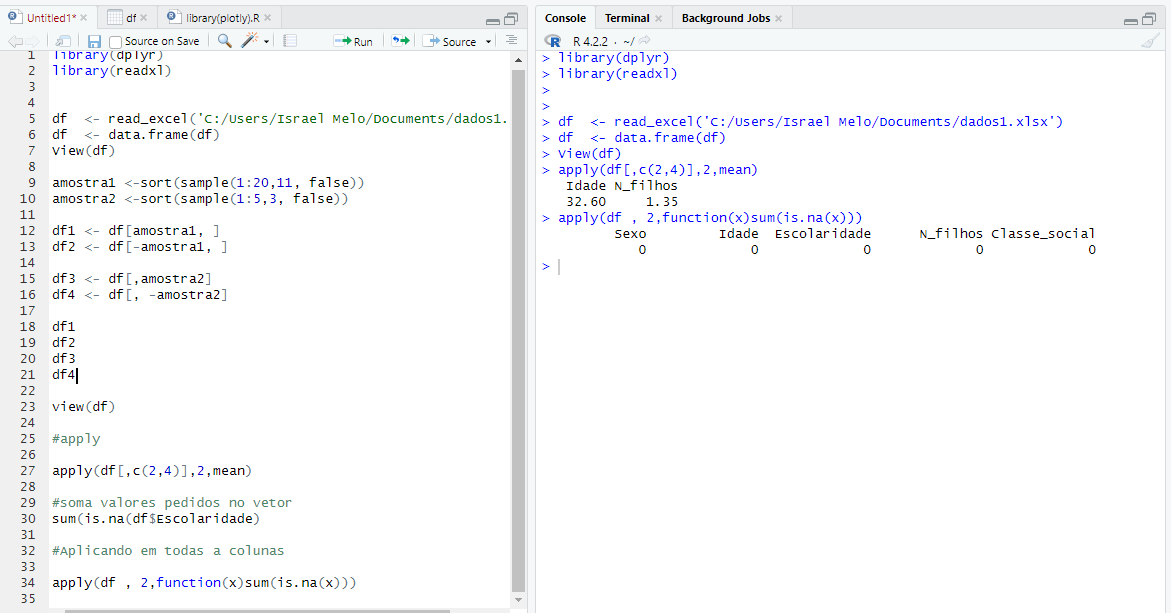 Untitled1* df library(plotly).R
Source on Save Run Source
1 library(dplyr)
2 library(readxl)
3
4
5 df <- read_excel('C:/Users/Israel Melo/Documents/dados1.
6 df <- data.frame(df)
7 View(df)
8
9 amostra1 <-sort(sample(1:20,11, false))
10 amostra2 <-sort(sample(1:5,3, false))
11
12 df1 <- df[amostra1, ]
13 df2 <- df[-amostra1, ]
14
15 df3 <- df[,amostra2]
16 df4 <- df[, -amostra2]
17
18 df1
19 df2
20 df3
21 df4
22
23 view(df)
24
25 #apply
26
27 apply(df[,c(2,4)],2,mean)
28
29 #soma valores pedidos no vetor
30 sum(is.na(df$Escolaridade)
31
32 #Aplicando em todas a colunas
33
34 apply(df , 2,function(x)sum(is.na(x)))
35
Console Terminal Background Jobs
R R 4.2.2 · ~/
> library(dplyr)
> library(readxl)
>
>
> df <- read_excel('C:/Users/Israel Melo/Documents/dados1.xlsx')
> df <- data.frame(df)
> View(df)
> apply(df[,c(2,4)],2,mean)
Idade N_filhos
32.60 1.35
> apply(df , 2,function(x)sum(is.na(x)))
Sexo Idade Escolaridade N_filhos Classe_social
0 0 0 0 0
>